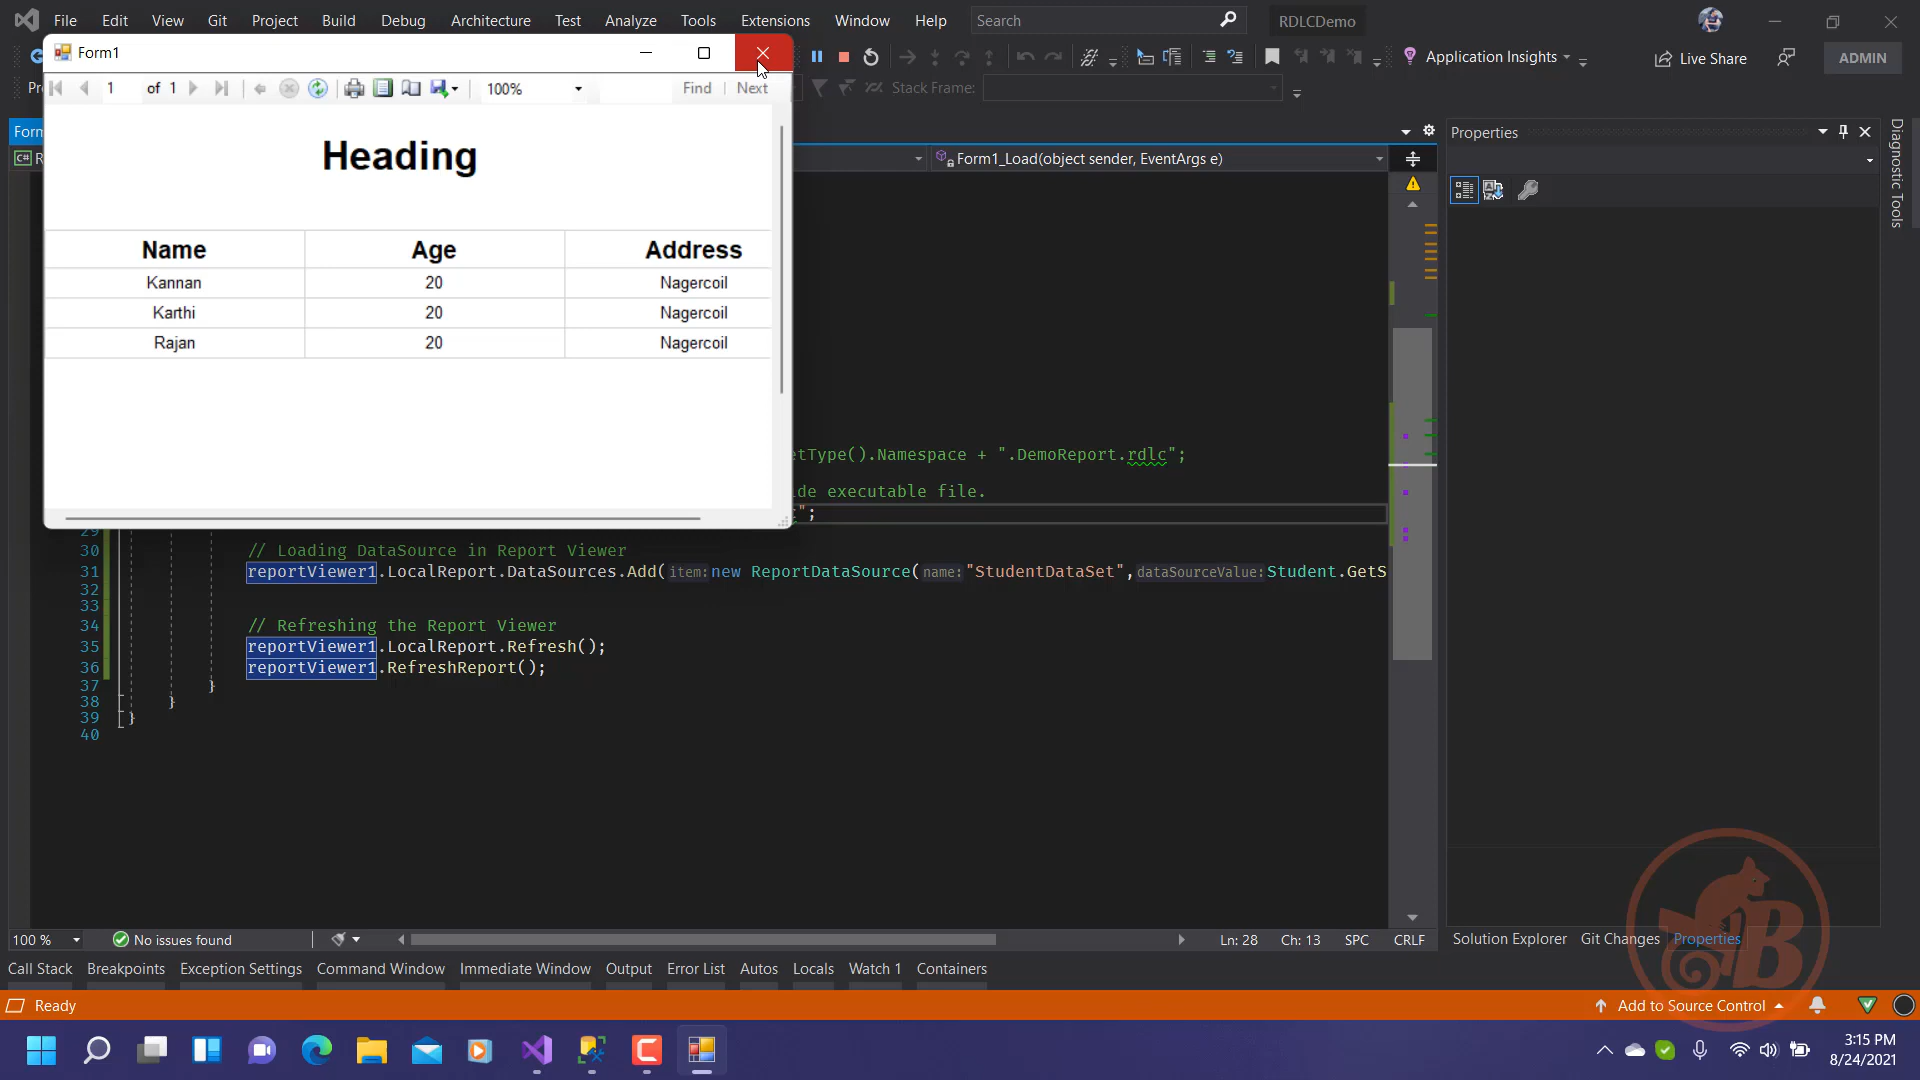 File Edit View Git Project Build Debug Architecture Test Analyze Tools Extensions Window Help Search RDLCDemo
Form1
Application Insights Live Share ADMIN
1 of 1 100% Find Next Stack Frame:
Form
Properties
Diagnostic Tools
Form1_Load(object sender, EventArgs e)
Heading
Name Age Address
Kannan 20 Nagercoil
Karthi 20 Nagercoil
Rajan 20 Nagercoil
etType().Namespace + ".DemoReport.rdlc";
de executable file.
";
29
30 // Loading DataSource in Report Viewer
31 reportViewer1.LocalReport.DataSources.Add(item:new ReportDataSource(name:"StudentDataSet",dataSourceValue:Student.GetS
32
33
34 // Refreshing the Report Viewer
35 reportViewer1.LocalReport.Refresh();
36 reportViewer1.RefreshReport();
37 }
38 }
39 }
40
100 % No issues found Ln: 28 Ch: 13 SPC CRLF
Solution Explorer Git Changes Properties
Call Stack Breakpoints Exception Settings Command Window Immediate Window Output Error List Autos Locals Watch 1 Containers
Ready Add to Source Control
B
3:15 PM
8/24/2021